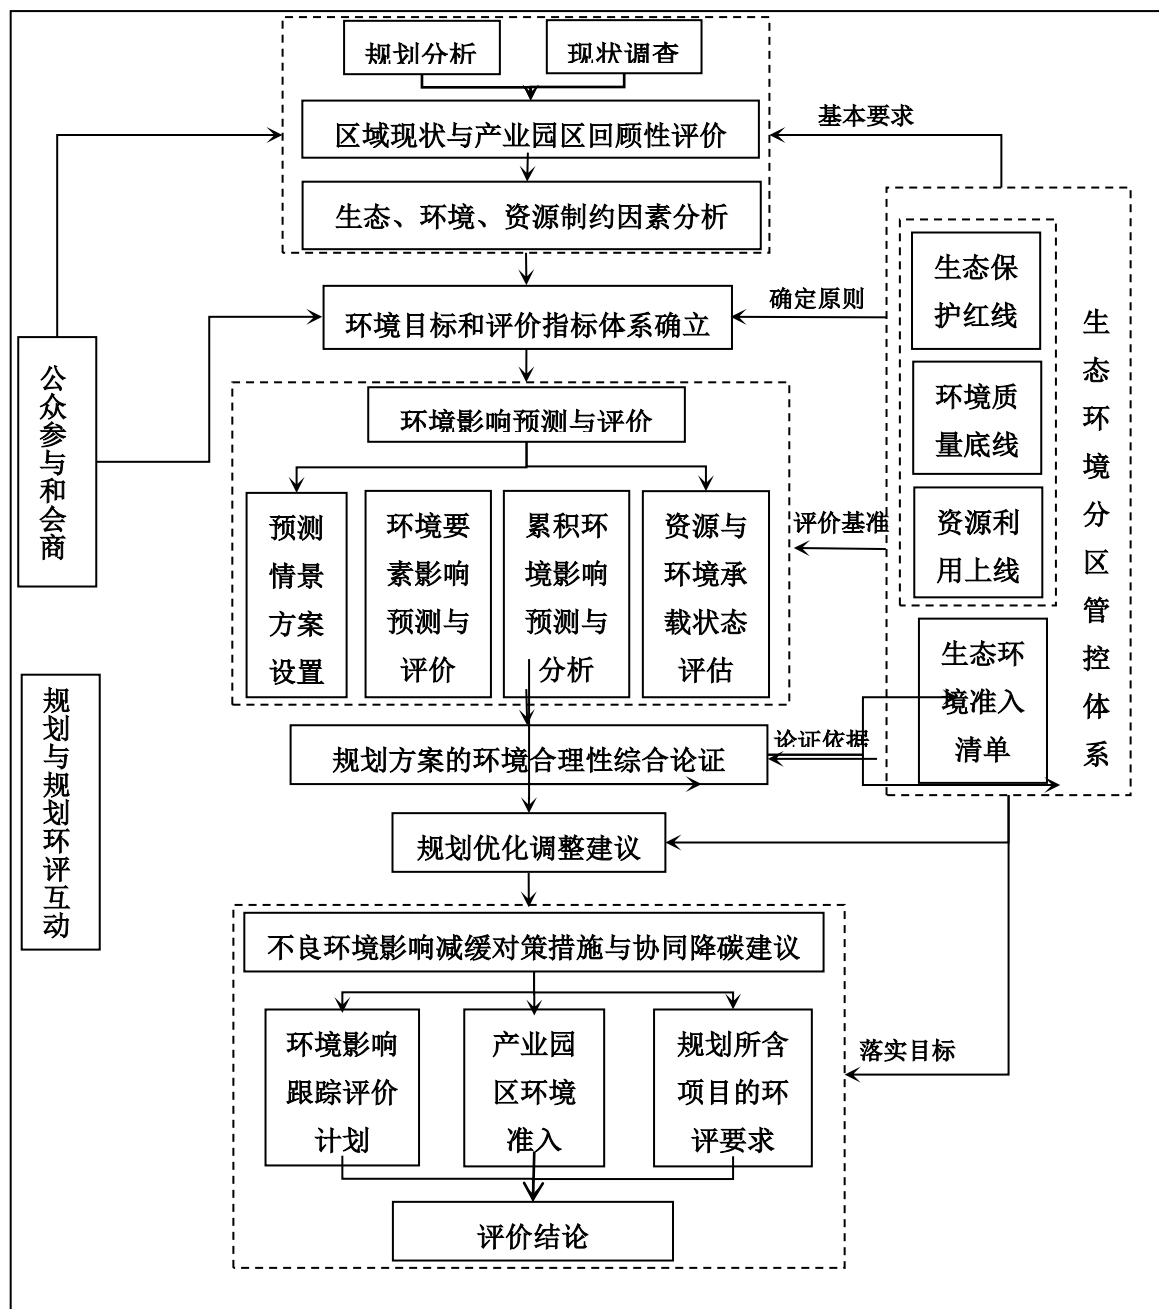 规划分析
现状调查
基本要求
区域现状与产业园区回顾性评价
生态、环境、资源制约因素分析
确定原则
环境目标和评价指标体系确立
生态保
护红线
环境质
量底线
资源利
用上线
生态环
境准入
清单
生态环境分区管控体系
公众参与和会商
环境影响预测与评价
预测
情景
方案
设置
环境要
素影响
预测与
评价
累积环
境影响
预测与
分析
资源与
环境承
载状态
评估
评价基准
规划与规划环评互动
规划方案的环境合理性综合论证
论证依据
规划优化调整建议
不良环境影响减缓对策措施与协同降碳建议
环境影响
跟踪评价
计划
产业园
区环境
准入
规划所含
项目的环
评要求
落实目标
评价结论